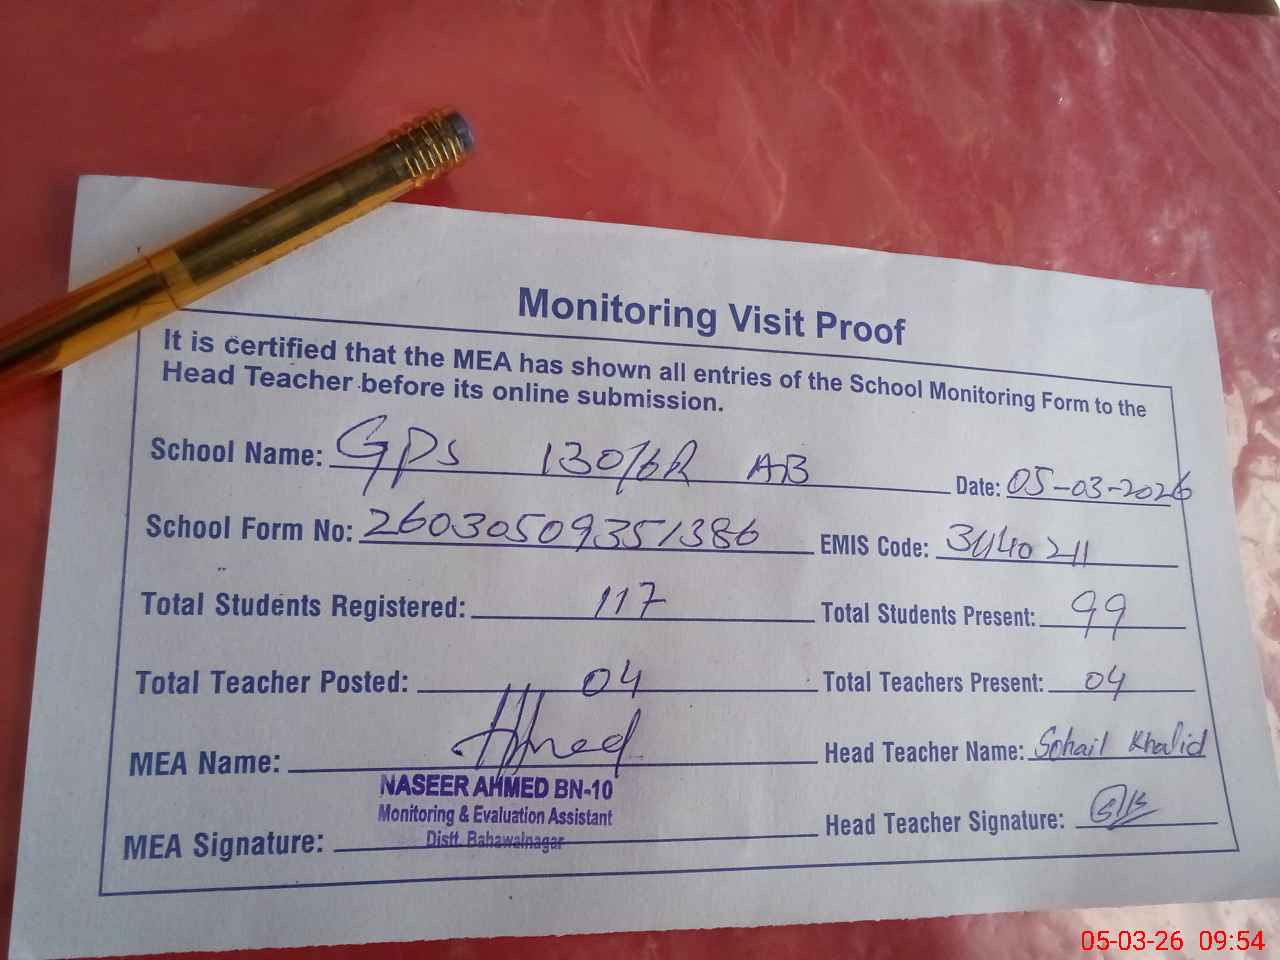 Monitoring Visit Proof
It is certified that the MEA has shown all entries of the School Monitoring Form to the
Head Teacher before its online submission.
School Name: GPS 130/6R AB Date: 05-03-2026
School Form No: 26030509351386 EMIS Code: 31140211
Total Students Registered: 117 Total Students Present: 99
Total Teacher Posted: 04 Total Teachers Present: 04
MEA Name: Head Teacher Name: Sohail Khalid
NASEER AHMED BN-10
Monitoring & Evaluation Assistant
Distt. Bahawalnagar
MEA Signature: Head Teacher Signature:
05-03-26 09:54